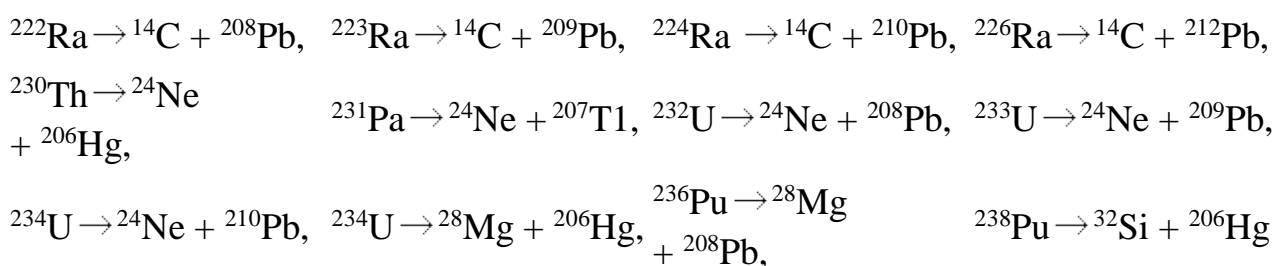 ²²²Ra→¹⁴C + ²⁰⁸Pb, ²²³Ra→¹⁴C + ²⁰⁹Pb, ²²⁴Ra →¹⁴C + ²¹⁰Pb, ²²⁶Ra→¹⁴C + ²¹²Pb,
²³⁰Th→²⁴Ne
+ ²⁰⁶Hg,
²³¹Pa→²⁴Ne + ²⁰⁷T1, ²³²U→²⁴Ne + ²⁰⁸Pb, ²³³U→²⁴Ne + ²⁰⁹Pb,
²³⁴U→²⁴Ne + ²¹⁰Pb, ²³⁴U→²⁸Mg + ²⁰⁶Hg,
²³⁶Pu→²⁸Mg
+ ²⁰⁸Pb,
²³⁸Pu→³²Si + ²⁰⁶Hg